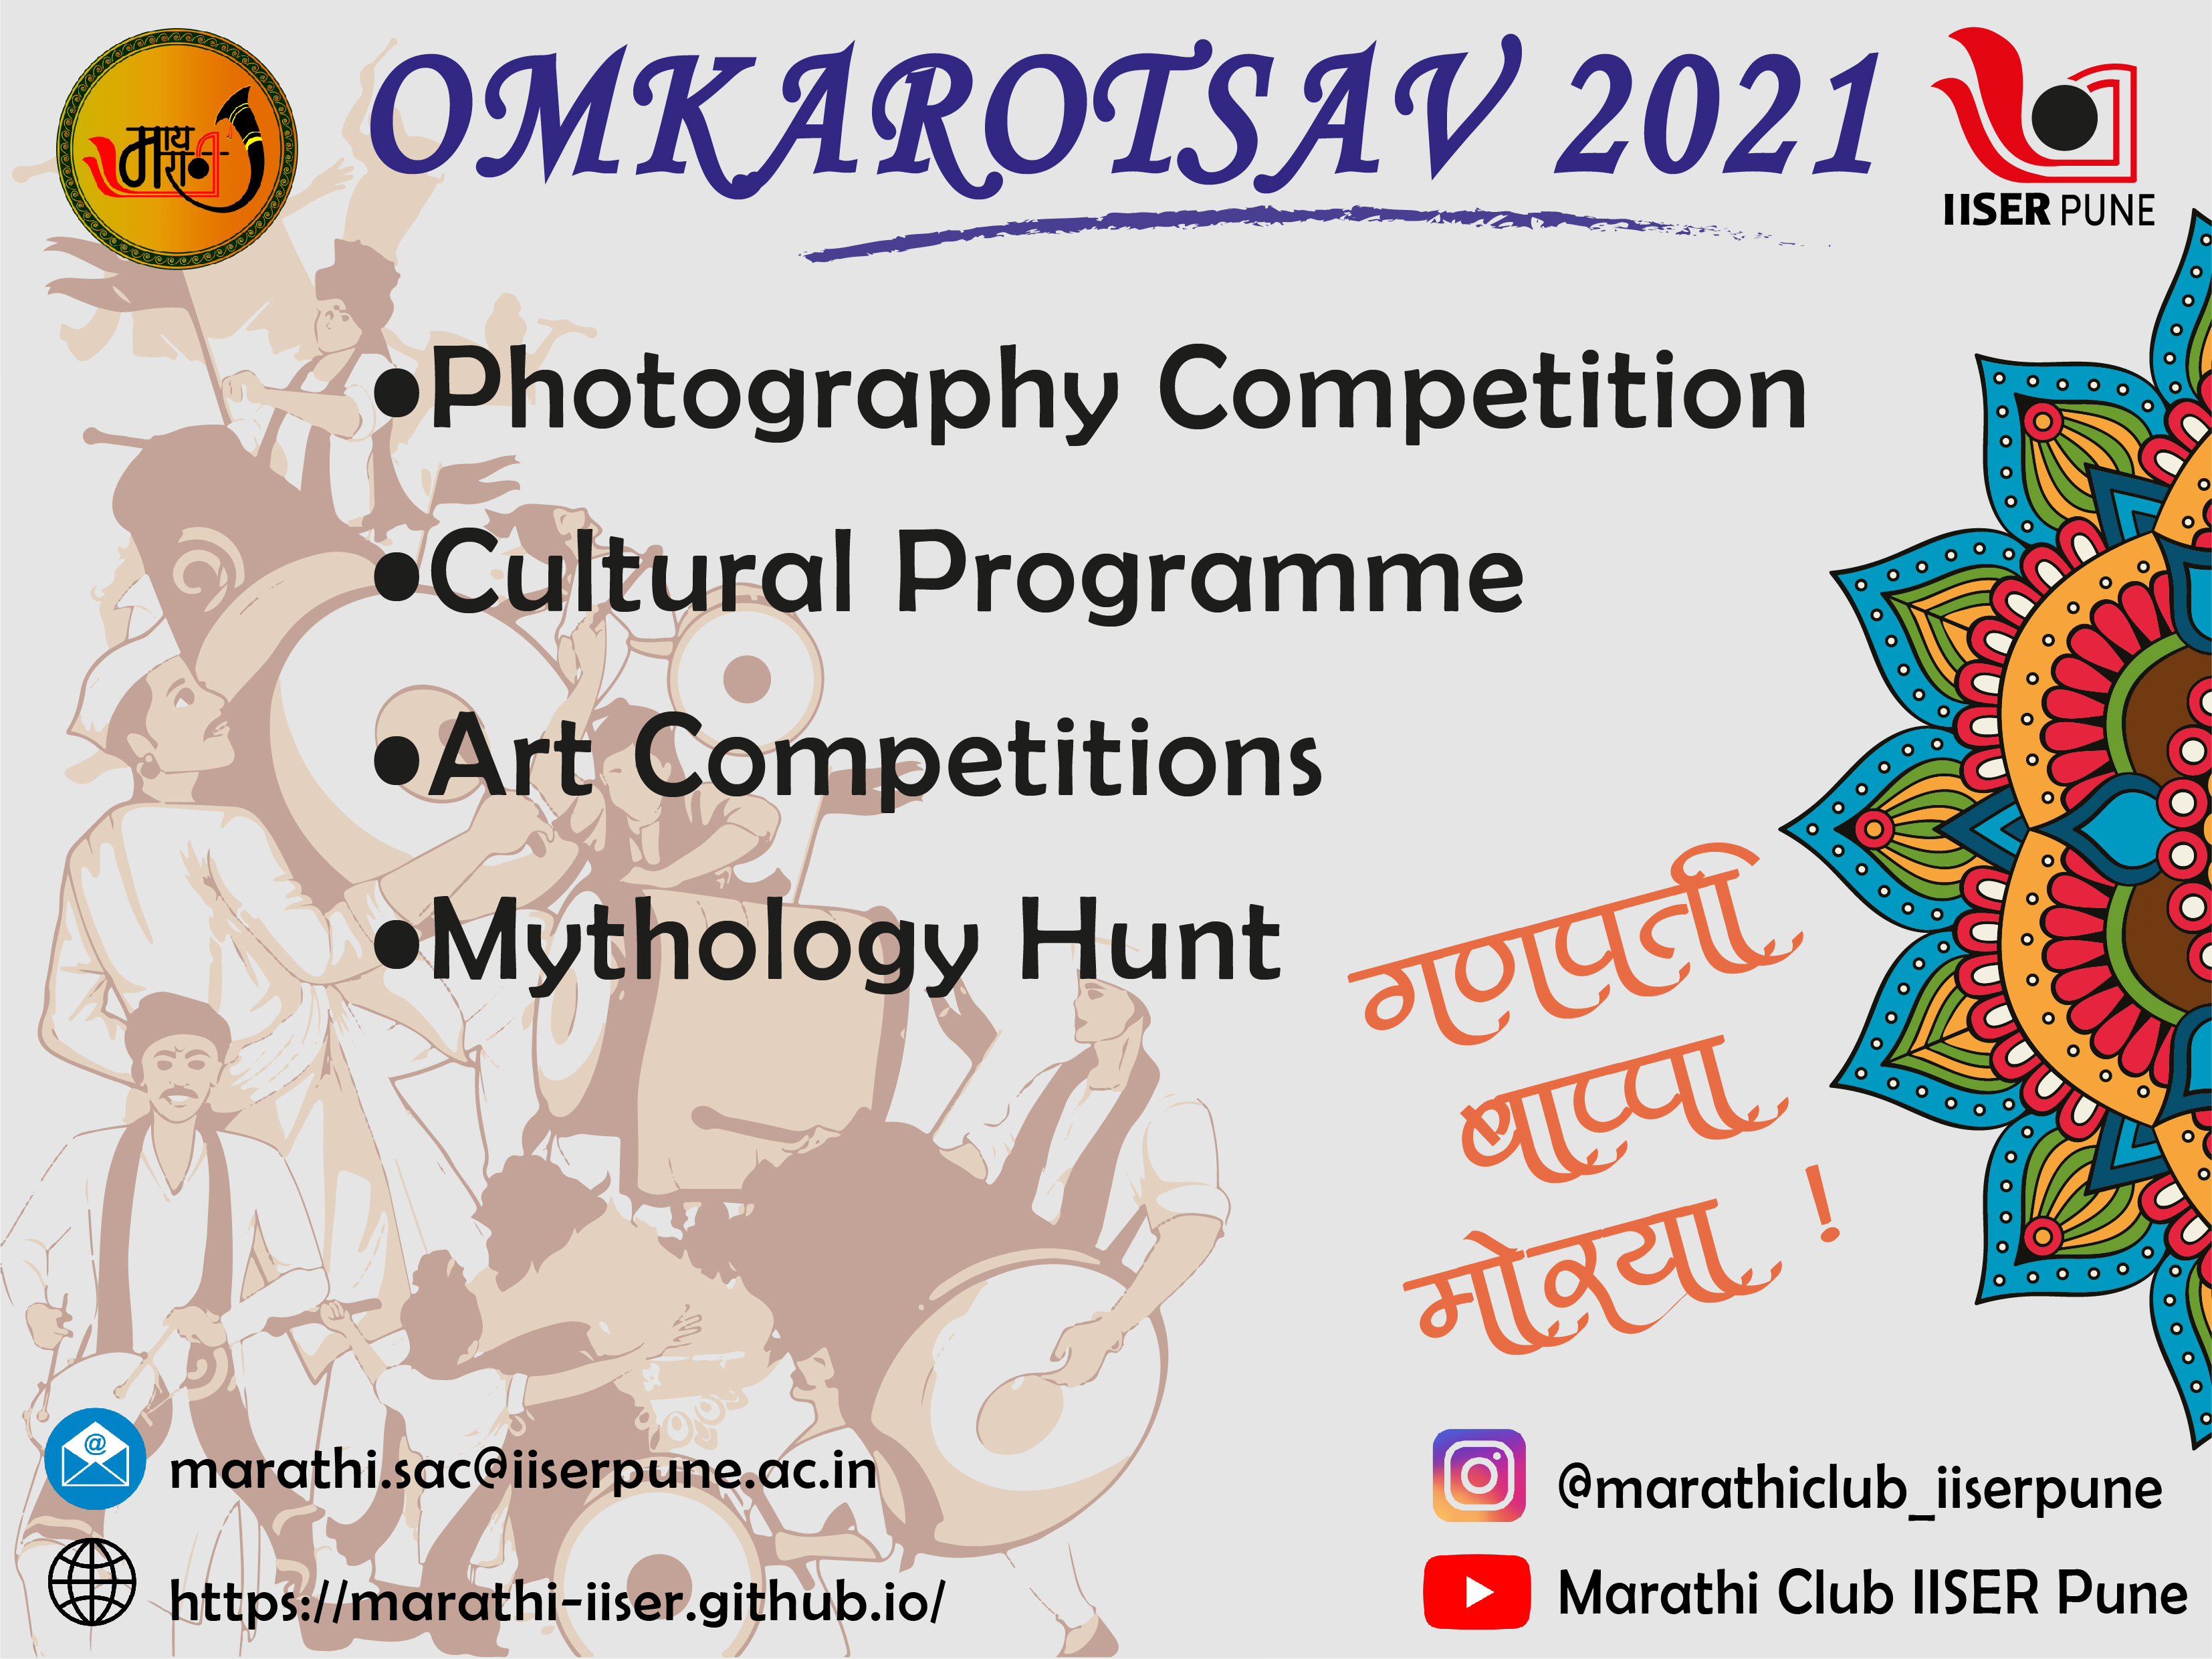 माय
मरा
OMKAROTSAV 2021
IISER PUNE
•Photography Competition
•Cultural Programme
•Art Competitions
•Mythology Hunt
गणपती
बाप्पा
मोरया !
marathi.sac@iiserpune.ac.in
https://marathi-iiser.github.io/
@marathiclub_iiserpune
Marathi Club IISER Pune